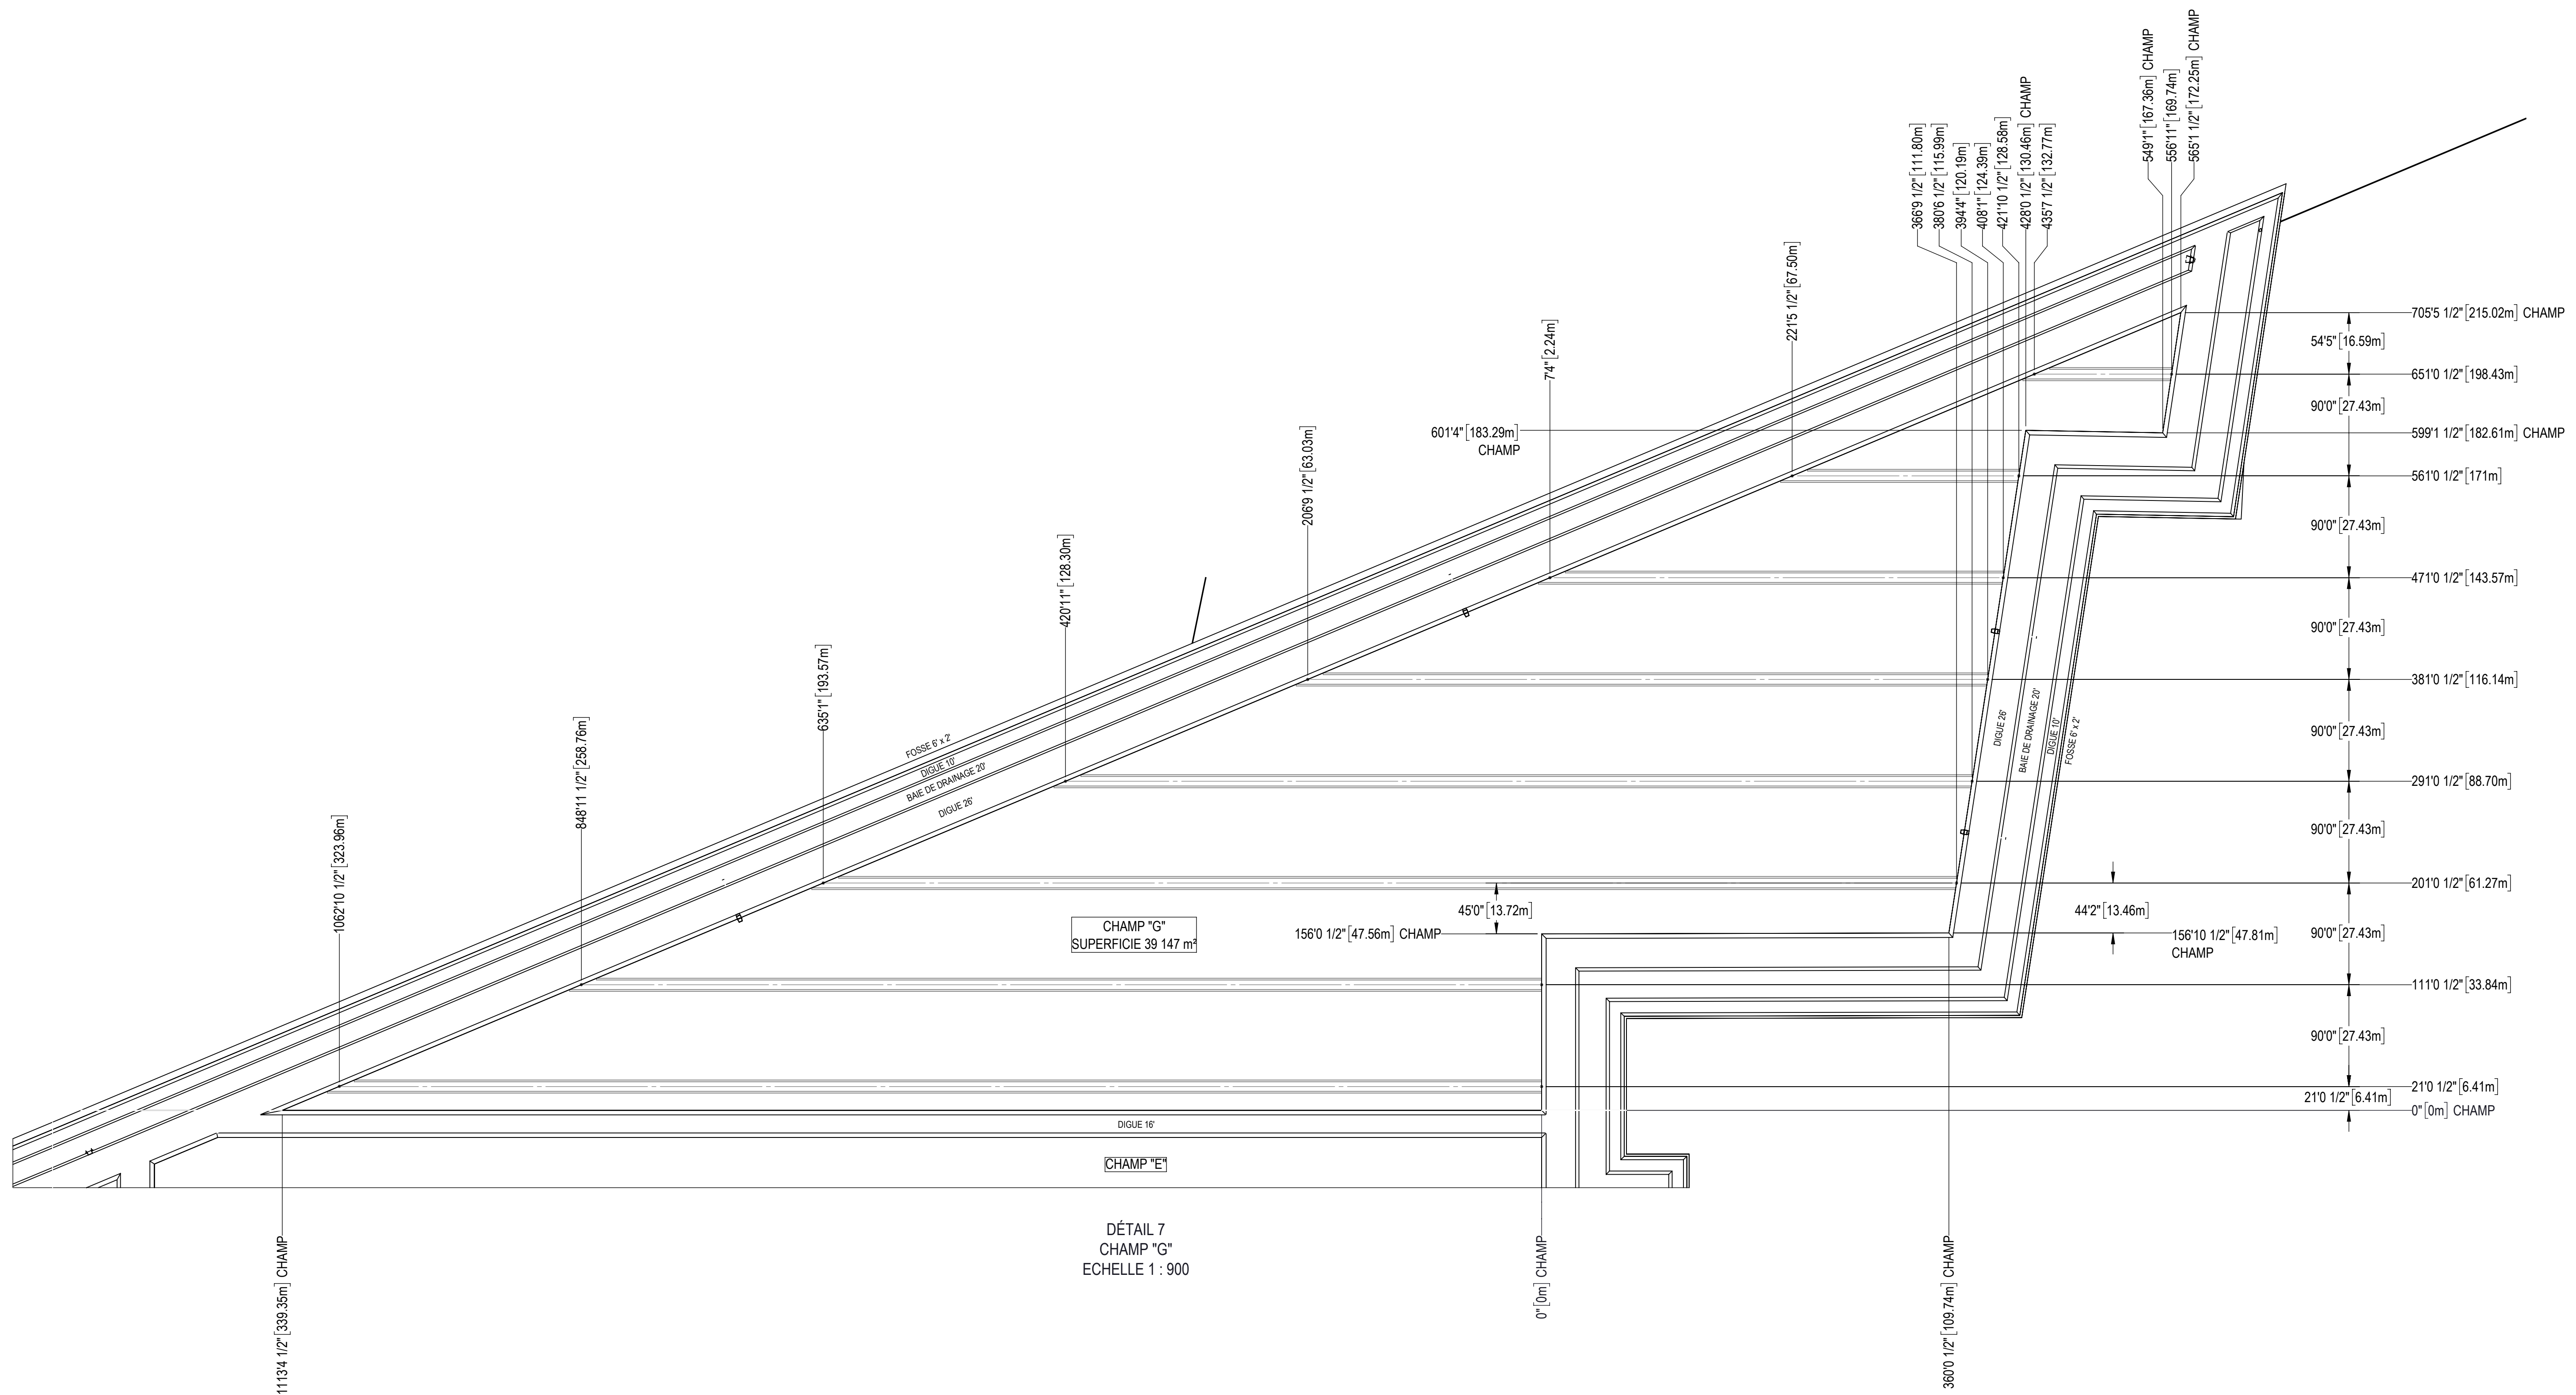 549'1" [167.36m] CHAMP
556'11" [169.74m]
565'1 1/2" [172.25m] CHAMP
366'9 1/2" [111.80m]
380'6 1/2" [115.99m]
394'4" [120.19m]
408'1" [124.39m]
421'10 1/2" [128.58m]
428'0 1/2" [130.46m] CHAMP
435'7 1/2" [132.77m]
221'5 1/2" [67.50m]
7'4" [2.24m]
206'9 1/2" [63.03m]
420'11" [128.30m]
635'1" [193.57m]
848'11 1/2" [258.76m]
1062'10 1/2" [323.96m]
705'5 1/2" [215.02m] CHAMP
54'5" [16.59m]
651'0 1/2" [198.43m]
90'0" [27.43m]
601'4" [183.29m]
CHAMP
599'1 1/2" [182.61m] CHAMP
561'0 1/2" [171m]
90'0" [27.43m]
471'0 1/2" [143.57m]
90'0" [27.43m]
381'0 1/2" [116.14m]
90'0" [27.43m]
291'0 1/2" [88.70m]
90'0" [27.43m]
201'0 1/2" [61.27m]
90'0" [27.43m]
111'0 1/2" [33.84m]
90'0" [27.43m]
21'0 1/2" [6.41m]
21'0 1/2" [6.41m]
0" [0m] CHAMP
FOSSE 6' x 2'
DIGUE 10'
BAIE DE DRAINAGE 20'
DIGUE 26'
DIGUE 26'
BAIE DE DRAINAGE 20'
DIGUE 10'
FOSSE 6' x 2'
45'0" [13.72m]
44'2" [13.46m]
156'0 1/2" [47.56m] CHAMP
156'10 1/2" [47.81m]
CHAMP
CHAMP "G"
SUPERFICIE 39 147 m²
DIGUE 16'
CHAMP "E"
DÉTAIL 7
CHAMP "G"
ECHELLE 1 : 900
1113'4 1/2" [339.35m] CHAMP
0" [0m] CHAMP
360'0 1/2" [109.74m] CHAMP